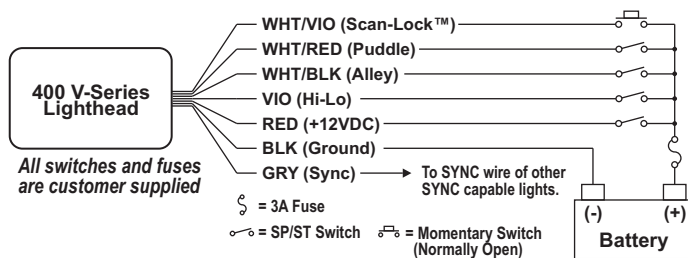 WHT/VIO (Scan-Lock™)
WHT/RED (Puddle)
WHT/BLK (Alley)
VIO (Hi-Lo)
RED (+12VDC)
BLK (Ground)
GRY (Sync)
400 V-Series
Lighthead
All switches and fuses
are customer supplied
To SYNC wire of other
SYNC capable lights.
= 3A Fuse
= SP/ST Switch
= Momentary Switch
(Normally Open)
(-)
(+)
Battery